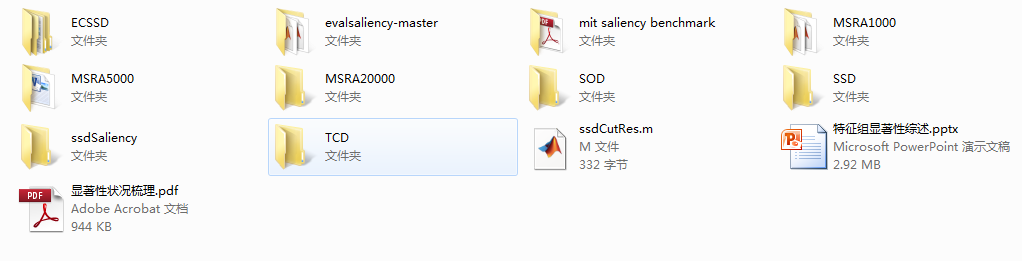 ECSSD
文件夹
evalsaliency-master
文件夹
mit saliency benchmark
文件夹
MSRA1000
文件夹
MSRA5000
文件夹
MSRA20000
文件夹
SOD
文件夹
SSD
文件夹
ssdSaliency
文件夹
TCD
文件夹
ssdCutRes.m
M 文件
332 字节
特征组显著性综述.pptx
Microsoft PowerPoint 演示文稿
2.92 MB
PDF
显著性状况梳理.pdf
Adobe Acrobat 文档
944 KB